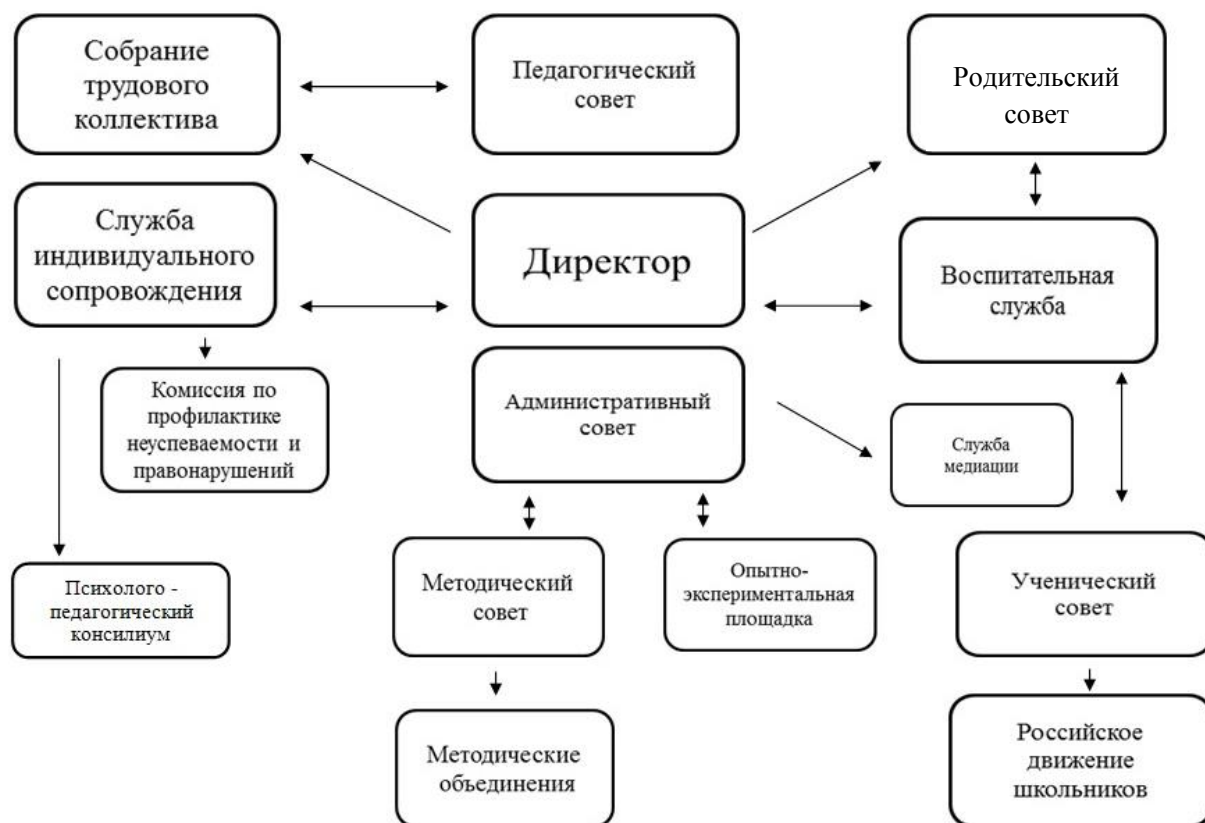 Собрание
трудового
коллектива
Педагогический
совет
Родительский
совет
Служба
индивидуального
сопровождения
Директор
Воспитательная
служба
Комиссия по
профилактике
неуспеваемости и
правонарушений
Административный
совет
Служба
медиации
Психолого -
педагогический
консилиум
Методический
совет
Опытно-
экспериментальная
площадка
Ученический
совет
Методические
объединения
Российское
движение
школьников